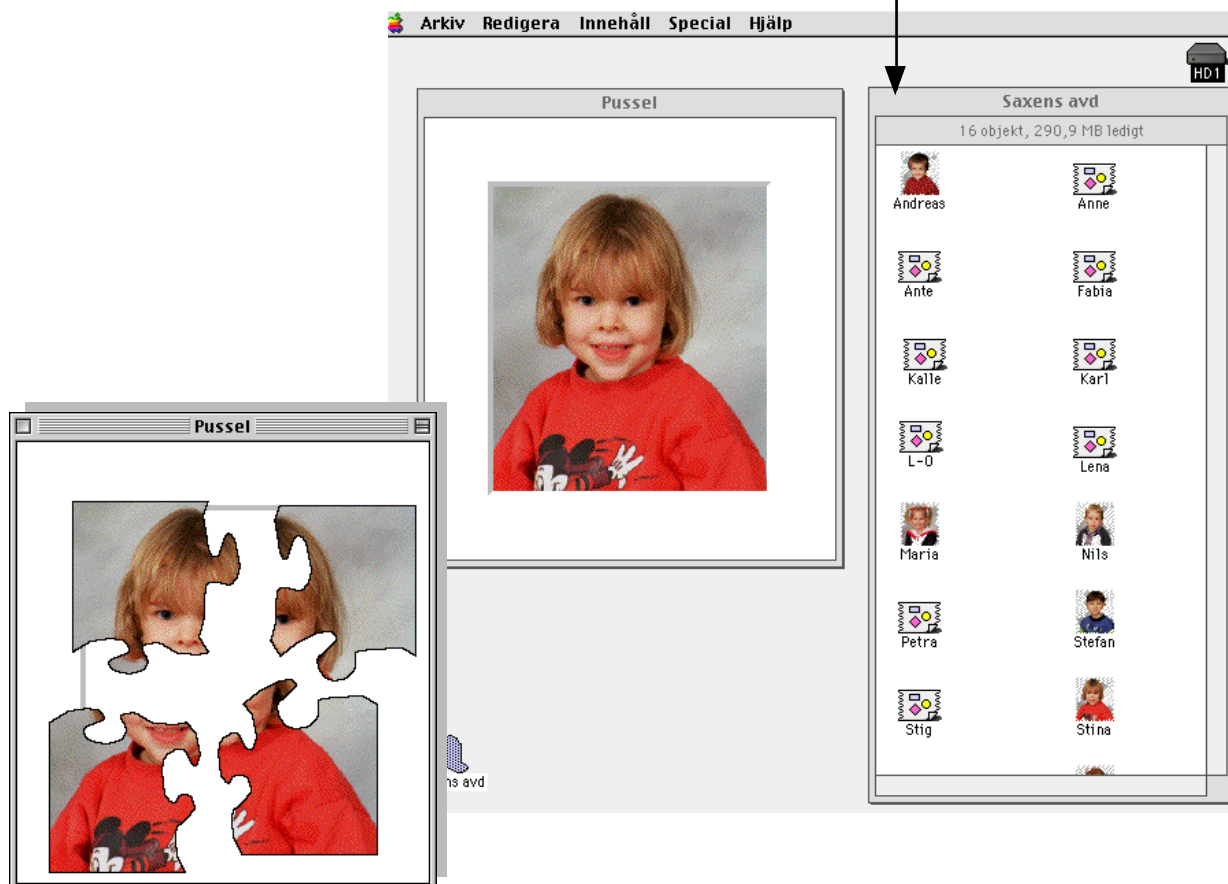 Arkiv Redigera Innehåll Special Hjälp
HD1
Pussel
Saxens avd
16 objekt, 290,9 MB ledigt
Andreas
Anne
Ante
Fabia
Kalle
Karl
L-O
Lena
Maria
Nils
Petra
Stefan
Stig
Stina
Pussel
ns avd